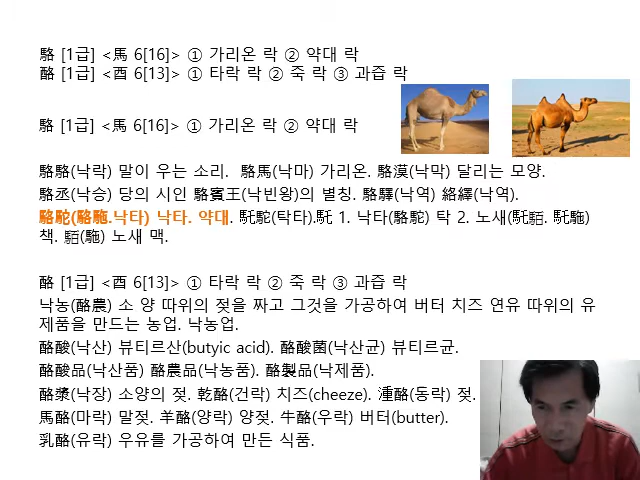 駱 [1급] <馬 6[16]> ① 가리온 락 ② 약대 락
酪 [1급] <酉 6[13]> ① 타락 락 ② 죽 락 ③ 과즙 락
駱 [1급] <馬 6[16]> ① 가리온 락 ② 약대 락
駱駱(낙락) 말이 우는 소리. 駱馬(낙마) 가리온. 駱漠(낙막) 달리는 모양.
駱丞(낙승) 당의 시인 駱賓王(낙빈왕)의 별칭. 駱驛(낙역) 絡繹(낙역).
駱駝(駱駞.낙타) 낙타. 약대. 馲駝(탁타).馲 1. 낙타(駱駝) 탁 2. 노새(馲䮊. 馲駞)
책. 䮊(駞) 노새 맥.
酪 [1급] <酉 6[13]> ① 타락 락 ② 죽 락 ③ 과즙 락
낙농(酪農) 소 양 따위의 젖을 짜고 그것을 가공하여 버터 치즈 연유 따위의 유
제품을 만드는 농업. 낙농업.
酪酸(낙산) 뷰티르산(butyic acid). 酪酸菌(낙산균) 뷰티르균.
酪酸品(낙산품) 酪農品(낙농품). 酪製品(낙제품).
酪漿(낙장) 소양의 젖. 乾酪(건락) 치즈(cheeze). 湩酪(동락) 젖.
馬酪(마락) 말젖. 羊酪(양락) 양젖. 牛酪(우락) 버터(butter).
乳酪(유락) 우유를 가공하여 만든 식품.